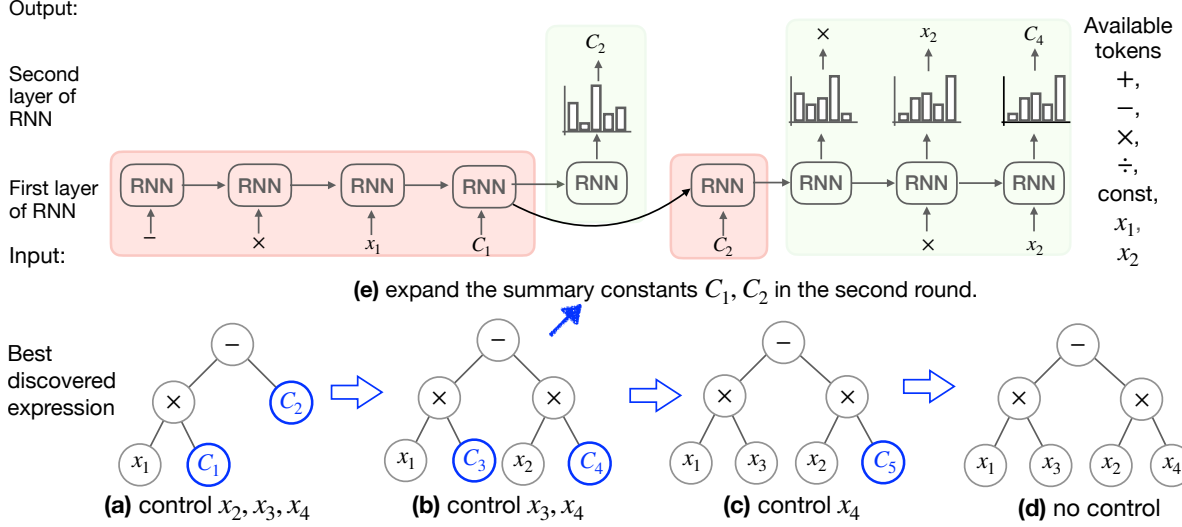 Output:
C₂
×
x₂
C₄
Available
tokens
+,
−,
×,
÷,
const,
x₁,
x₂
Second
layer of
RNN
First layer
of RNN
RNN
RNN
RNN
RNN
RNN
RNN
RNN
RNN
RNN
Input:
−
×
x₁
C₁
C₂
×
x₂
(e) expand the summary constants C₁, C₂ in the second round.
Best
discovered
expression
−
×
C₂
x₁
C₁
−
×
×
x₁
C₃
x₂
C₄
−
×
×
x₁
x₃
x₂
C₅
−
×
×
x₁
x₃
x₂
x₄
(a) control x₂, x₃, x₄
(b) control x₃, x₄
(c) control x₄
(d) no control